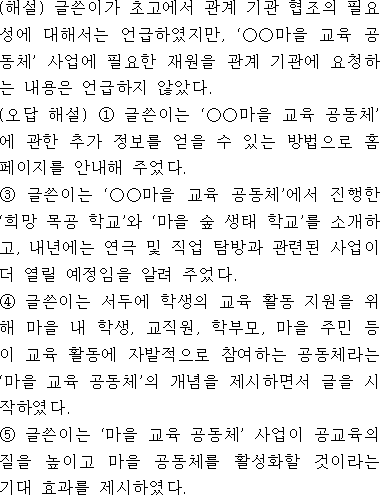 (해설) 글쓴이가 초고에서 관계 기관 협조의 필요
성에 대해서는 언급하였지만, ‘○○마을 교육 공
동체’ 사업에 필요한 재원을 관계 기관에 요청하
는 내용은 언급하지 않았다.
(오답 해설) ① 글쓴이는 ‘○○마을 교육 공동체’
에 관한 추가 정보를 얻을 수 있는 방법으로 홈
페이지를 안내해 주었다.
③ 글쓴이는 ‘○○마을 교육 공동체’에서 진행한
‘희망 목공 학교’와 ‘마을 숲 생태 학교’를 소개하
고, 내년에는 연극 및 직업 탐방과 관련된 사업이
더 열릴 예정임을 알려 주었다.
④ 글쓴이는 서두에 학생의 교육 활동 지원을 위
해 마을 내 학생, 교직원, 학부모, 마을 주민 등
이 교육 활동에 자발적으로 참여하는 공동체라는
‘마을 교육 공동체’의 개념을 제시하면서 글을 시
작하였다.
⑤ 글쓴이는 ‘마을 교육 공동체’ 사업이 공교육의
질을 높이고 마을 공동체를 활성화할 것이라는
기대 효과를 제시하였다.